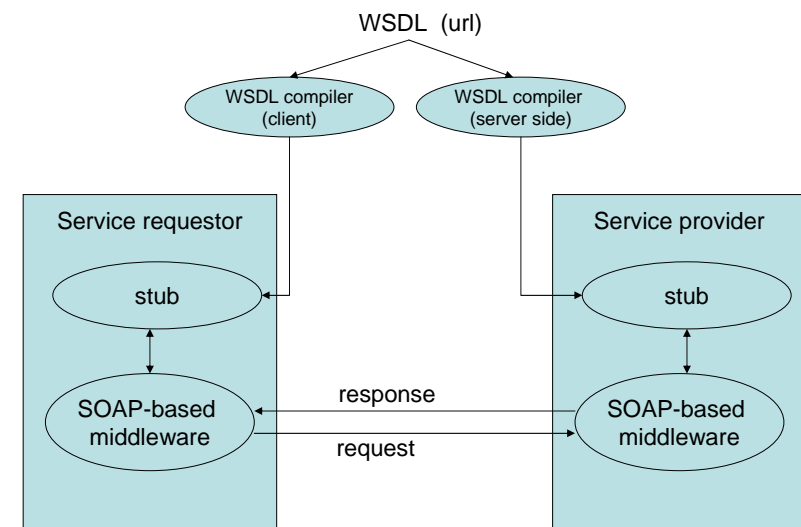 WSDL (url)
WSDL compiler
(client)
WSDL compiler
(server side)
Service requestor
Service provider
stub
stub
response
SOAP-based
middleware
SOAP-based
middleware
request